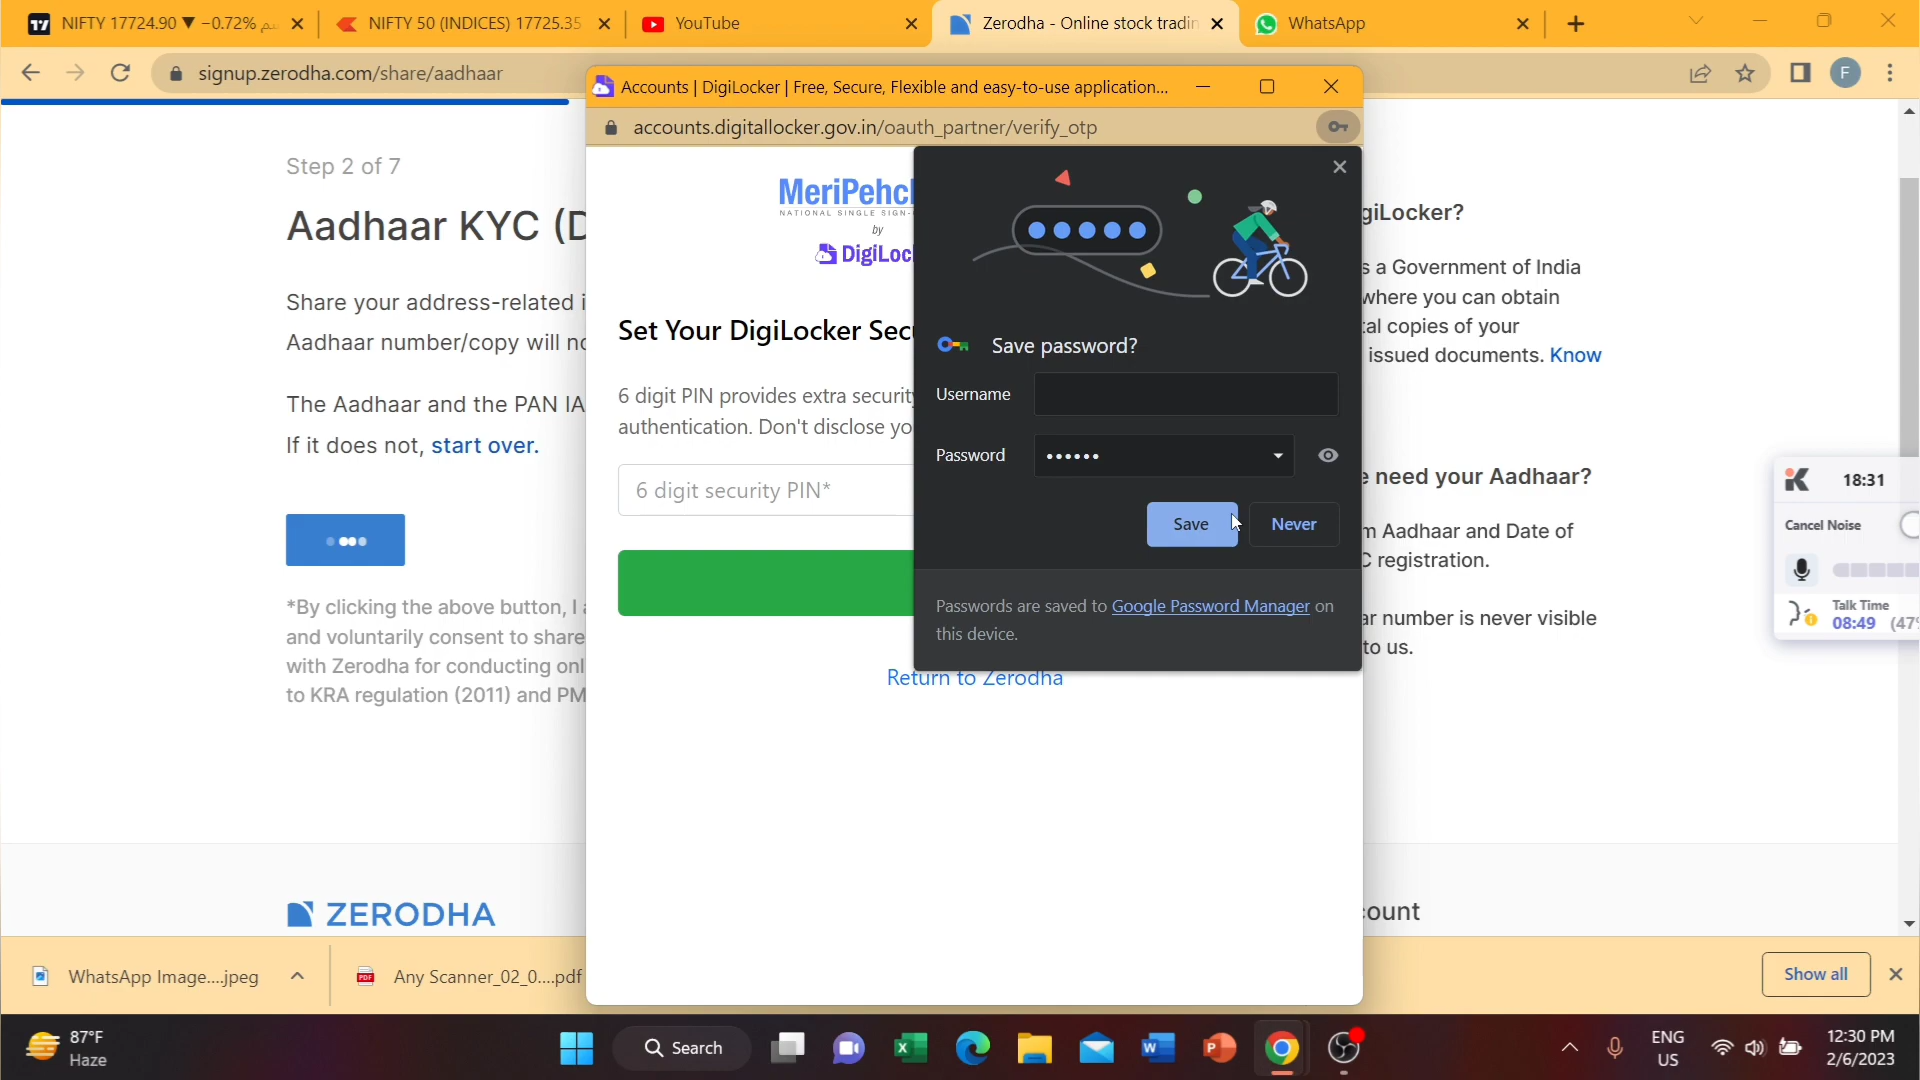 NIFTY 17724.90 ▼ −0.72%
NIFTY 50 (INDICES) 17725.35
YouTube
Zerodha - Online stock tradin
WhatsApp
signup.zerodha.com/share/aadhaar
F
Accounts | DigiLocker | Free, Secure, Flexible and easy-to-use application...
accounts.digitallocker.gov.in/oauth_partner/verify_otp
Step 2 of 7
Aadhaar KYC (D
Share your address-related i
Aadhaar number/copy will no
The Aadhaar and the PAN
If it does not, start over.
*By clicking the above button, I
and voluntarily consent to share
with Zerodha for conducting onl
to KRA regulation (2011) and PM
MeriPehch
NATIONAL SINGLE SIGN-
by
DigiLoc
Set Your DigiLocker Secu
6 digit PIN provides extra security
authentication. Don't disclose yo
6 digit security PIN*
Return to Zerodha
Save password?
Username
Password
Save
Never
Passwords are saved to Google Password Manager on
this device.
giLocker?
s a Government of India
where you can obtain
tal copies of your
issued documents. Know
e need your Aadhaar?
m Aadhaar and Date of
C registration.
ar number is never visible
to us.
18:31
Cancel Noise
Talk Time
08:49 (47%
ZERODHA
count
WhatsApp Image....jpeg
Any Scanner_02_0....pdf
Show all
87°F
Haze
Search
ENG
US
12:30 PM
2/6/2023